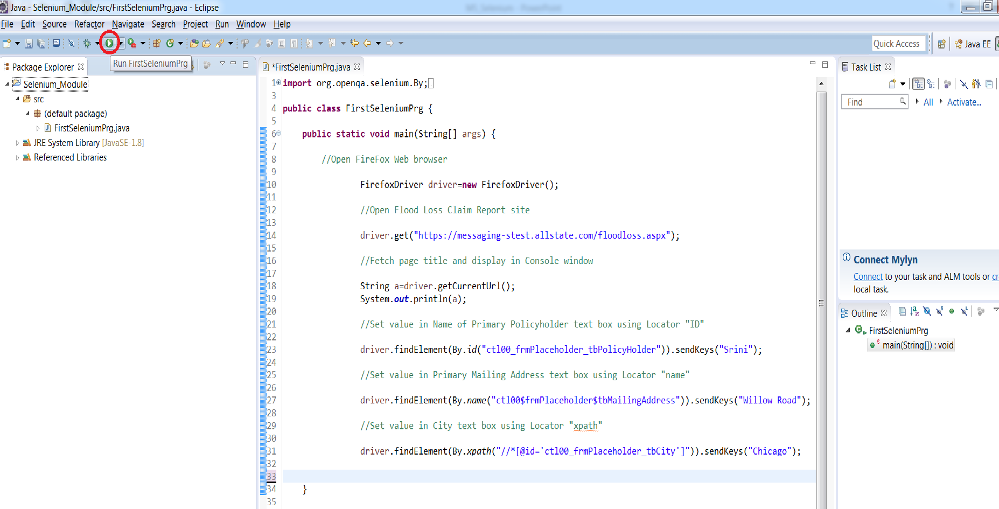 Java - Selenium_Module/src/FirstSeleniumPrg.java - Eclipse
File Edit Source Refactor Navigate Search Project Run Window Help
Quick Access
Java EE
Package Explorer
Run FirstSeleniumPrg
*FirstSeleniumPrg.java
Task List
Selenium_Module
src
(default package)
FirstSeleniumPrg.java
JRE System Library [JavaSE-1.8]
Referenced Libraries
1 import org.openqa.selenium.By;
3
4 public class FirstSeleniumPrg {
5
6 public static void main(String[] args) {
7
8 //Open FireFox Web browser
9
10 FirefoxDriver driver=new FirefoxDriver();
11
12 //Open Flood Loss Claim Report site
13
14 driver.get("https://messaging-stest.allstate.com/floodloss.aspx");
15
16 //Fetch page title and display in Console window
17
18 String a=driver.getCurrentUrl();
19 System.out.println(a);
20
21 //Set value in Name of Primary Policyholder text box using Locator "ID"
22
23 driver.findElement(By.id("ctl00_frmPlaceholder_tbPolicyHolder")).sendKeys("Srini");
24
25 //Set value in Primary Mailing Address text box using Locator "name"
26
27 driver.findElement(By.name("ctl00$frmPlaceholder$tbMailingAddress")).sendKeys("Willow Road");
28
29 //Set value in City text box using Locator "xpath"
30
31 driver.findElement(By.xpath("//*[@id='ctl00_frmPlaceholder_tbCity']")).sendKeys("Chicago");
32
33
34 }
35
Find
All
Activate...
Connect Mylyn
Connect to your task and ALM tools or cr
local task.
Outline
FirstSeleniumPrg
main(String[]) : void